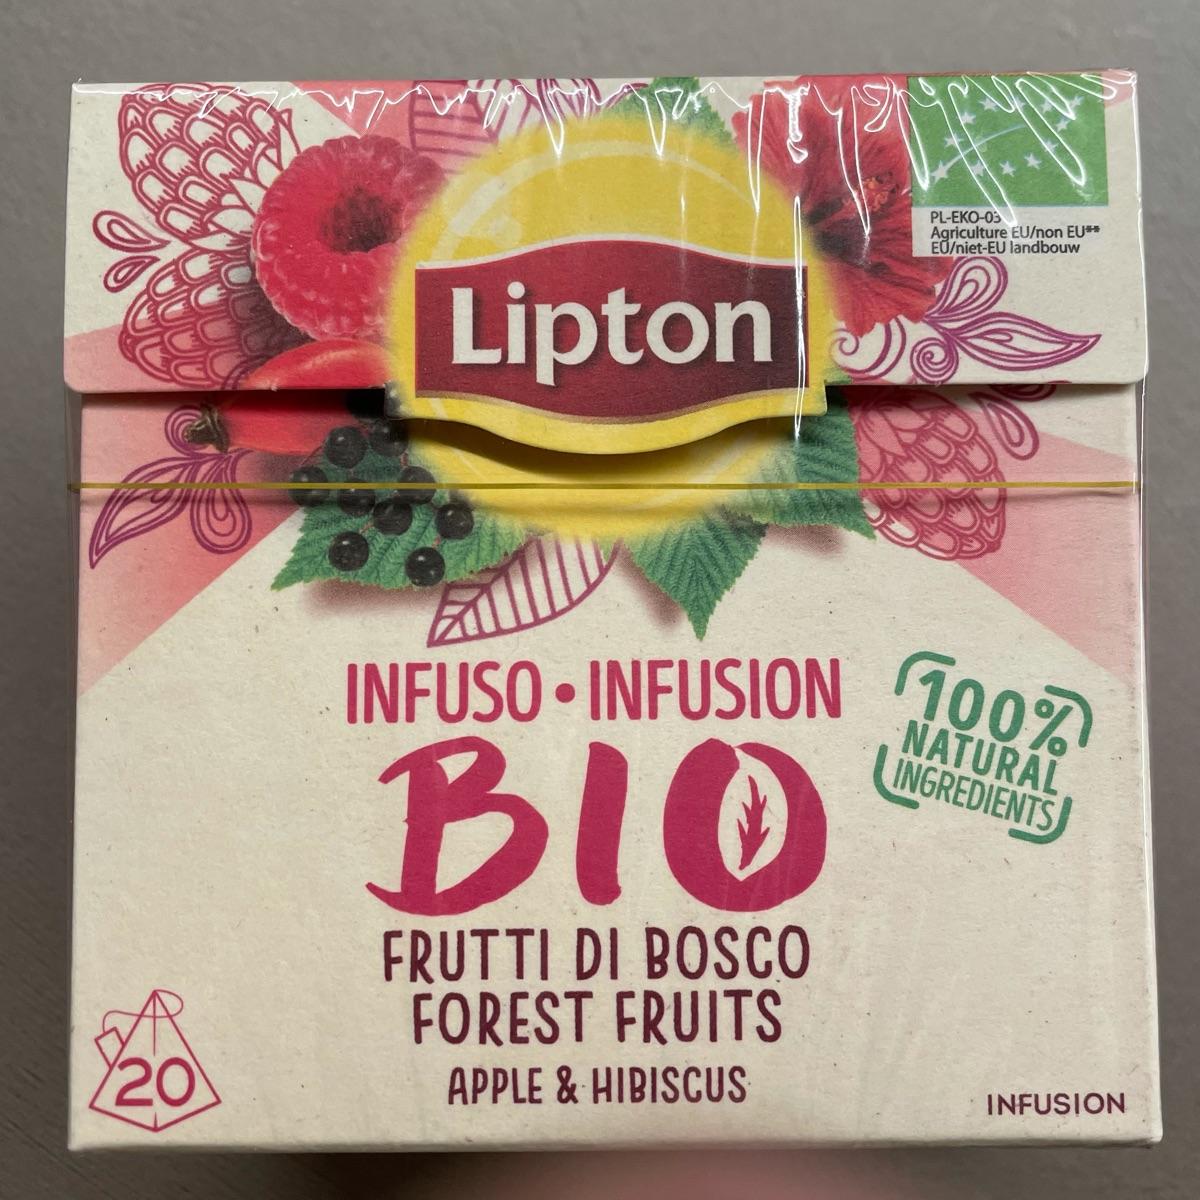 Lipton
PL-EKO-03
Agriculture EU/non EU**
EU/niet-EU landbouw
INFUSO • INFUSION
BIO
100%
NATURAL
INGREDIENTS
FRUTTI DI BOSCO
FOREST FRUITS
APPLE & HIBISCUS
20
INFUSION